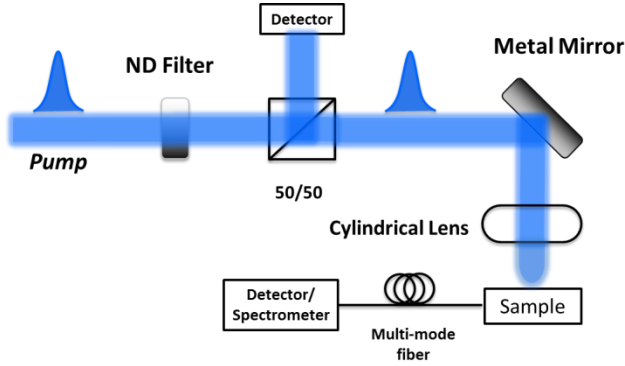 Detector
Metal Mirror
ND Filter
Pump
50/50
Cylindrical Lens
Detector/
Spectrometer
Sample
Multi-mode
fiber